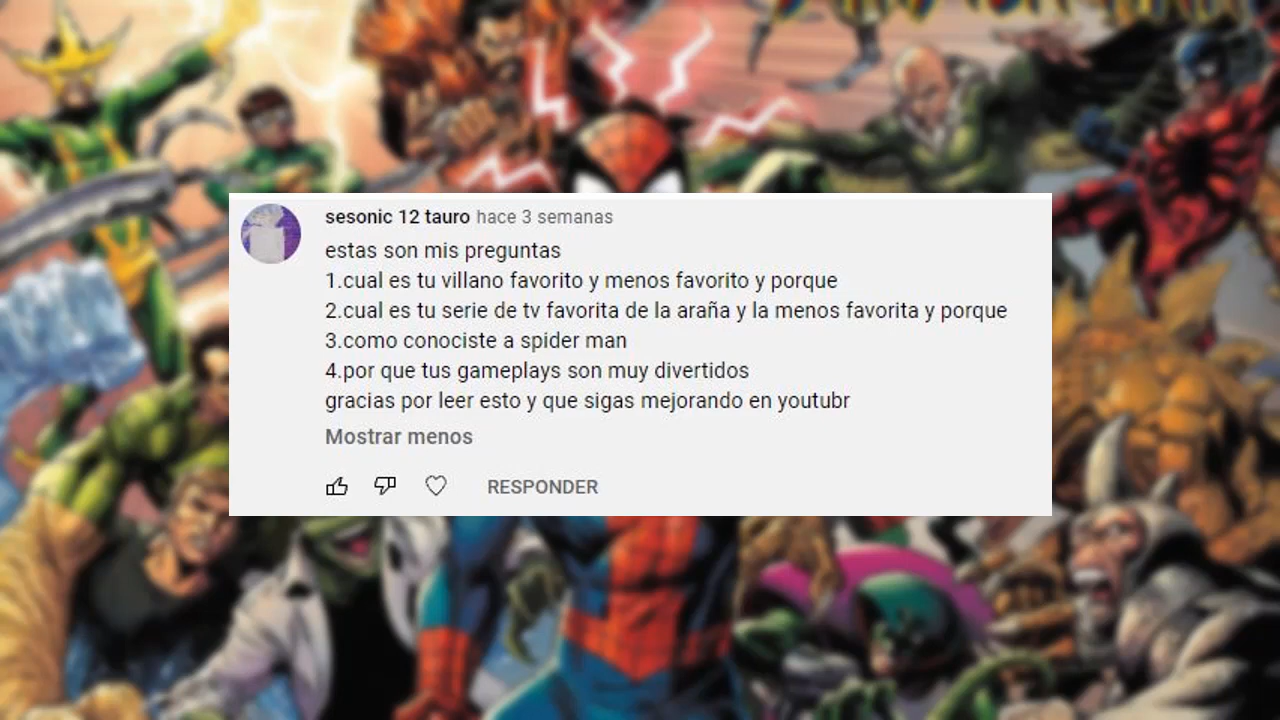 sesonic 12 tauro hace 3 semanas
estas son mis preguntas
1.cual es tu villano favorito y menos favorito y porque
2.cual es tu serie de tv favorita de la araña y la menos favorita y porque
3.como conociste a spider man
4.por que tus gameplays son muy divertidos
gracias por leer esto y que sigas mejorando en youtubr
Mostrar menos
RESPONDER